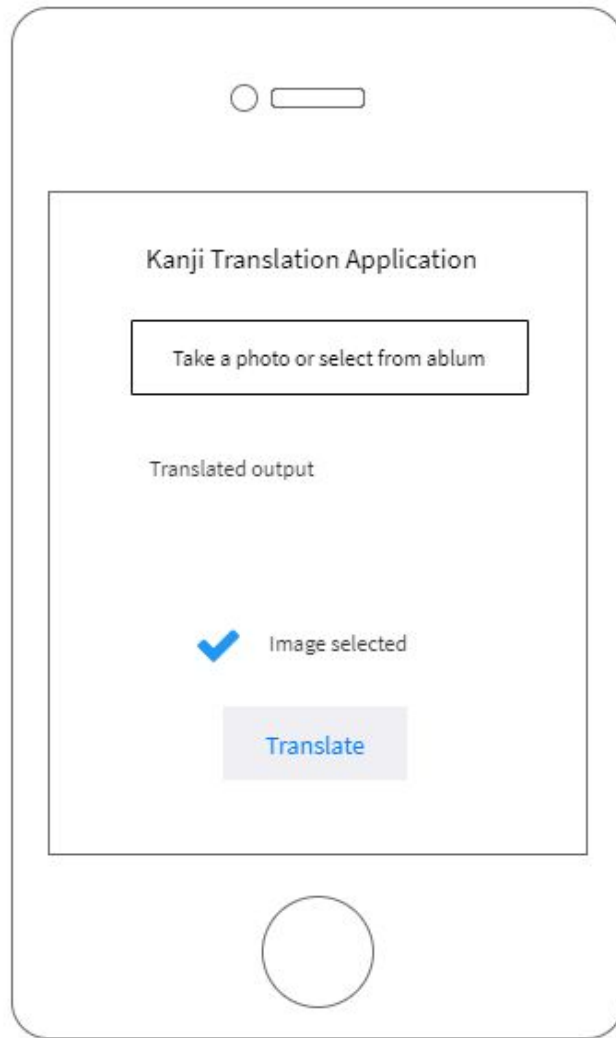 Kanji Translation Application
Take a photo or select from ablum
Translated output
Image selected
Translate